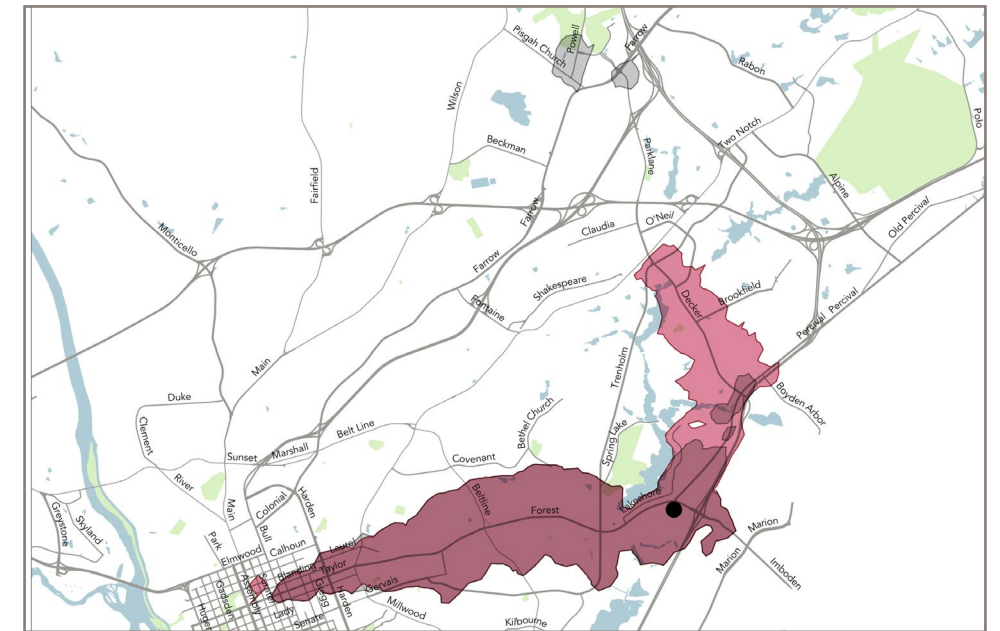 Powell
Farrow
Pisgah Church
Rabon
Wilson
Polo
Two Notch
Beckman
Parklane
Fairfield
Alpine
Farrow
O'Neil
Old Percival
Claudia
Monticello
Farrow
Shakespeare
Brookfield
Decker
Fontaine
Percival
Percival
Main
Trenholm
Boyden Arbor
Duke
Bethel Church
Clement
Belt Line
Spring Lake
Marshall
Sunset
Covenant
River
Beltline
Lakeshore
Colonial
Harden
Main
Forest
Greystone
Skyland
Bull
Park
Marion
Calhoun
Laurel
Elmwood
Marion
Blanding
Taylor
Imboden
Assembly
Sumter
Gervais
Gadsden
Gregg
Harden
Millwood
Lady
Huger
Senate
Kilbourne